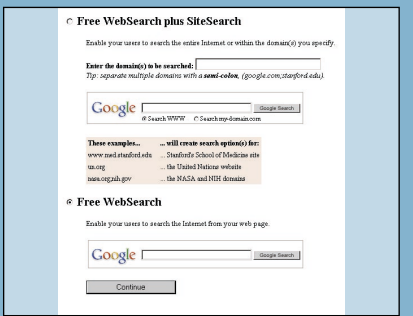 Free WebSearch plus SiteSearch
Enable your users to search the entire Internet or within the domain(s) you specify.
Enter the domain(s) to be searched:
Tip: separate multiple domains with a semi-colon, (google.com;stanford.edu).
Google Google Search
Search WWW Search my-domain.com
These examples... ... will create search option(s) for:
www.med.stanford.edu ... Stanford's School of Medicine site
un.org ... the United Nations website
nasa.org;nih.gov ... the NASA and NIH domains
Free WebSearch
Enable your users to search the Internet from your web page.
Google Google Search
Continue